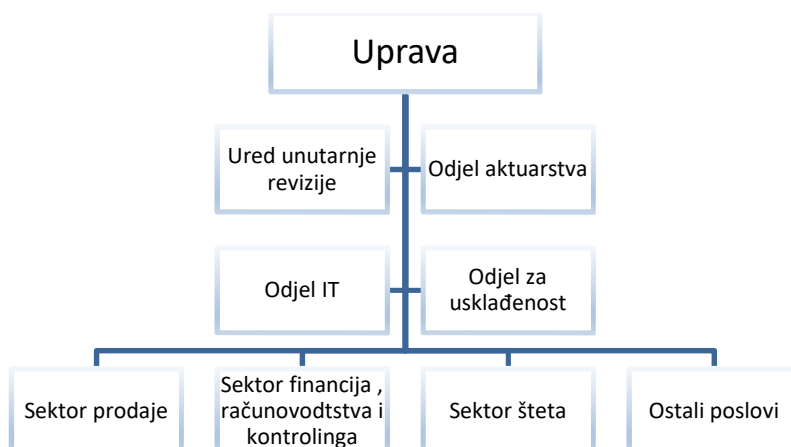 Uprava
Ured unutarnje
revizije
Odjel aktuarstva
Odjel IT
Odjel za
usklađenost
Sektor prodaje
Sektor financija ,
računovodtstva i
kontrolinga
Sektor šteta
Ostali poslovi